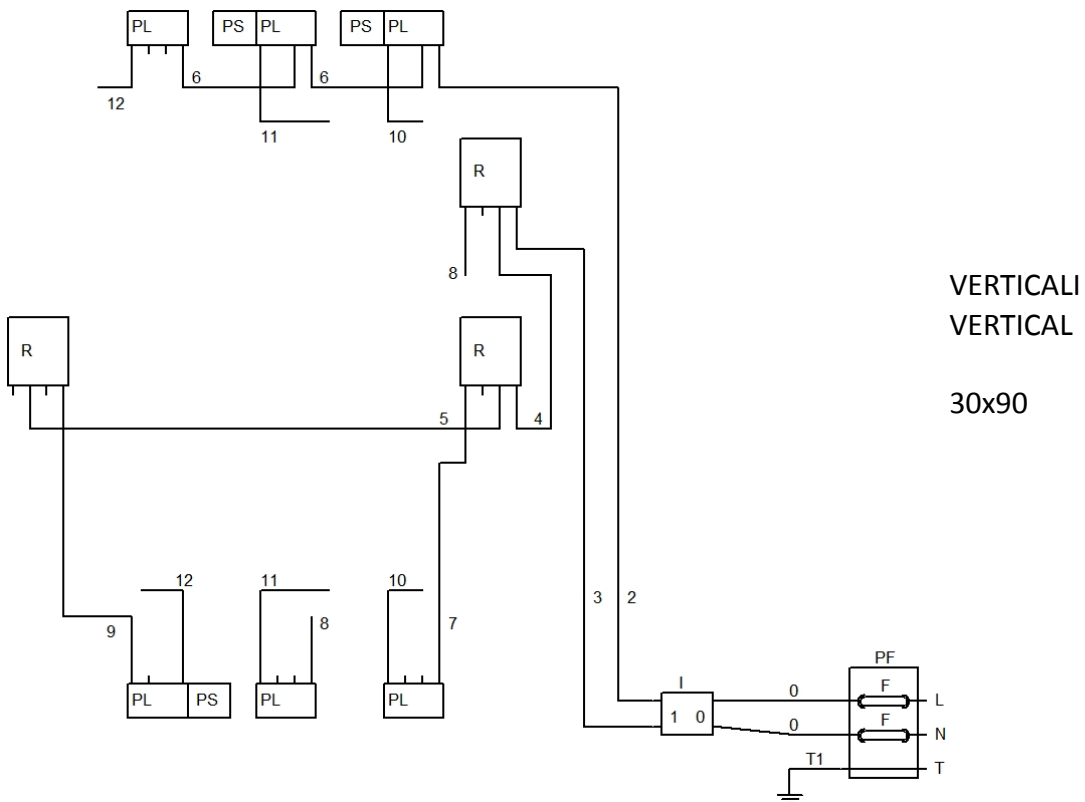 PL PS PL PS PL
6 6
12
11 10
R
8
VERTICALI
R R VERTICAL
30x90
5 4
12 11 10
3 2
9 8 7
PF
I F
PL PS PL PL 0 L
1 0 F
0 N
T1 T